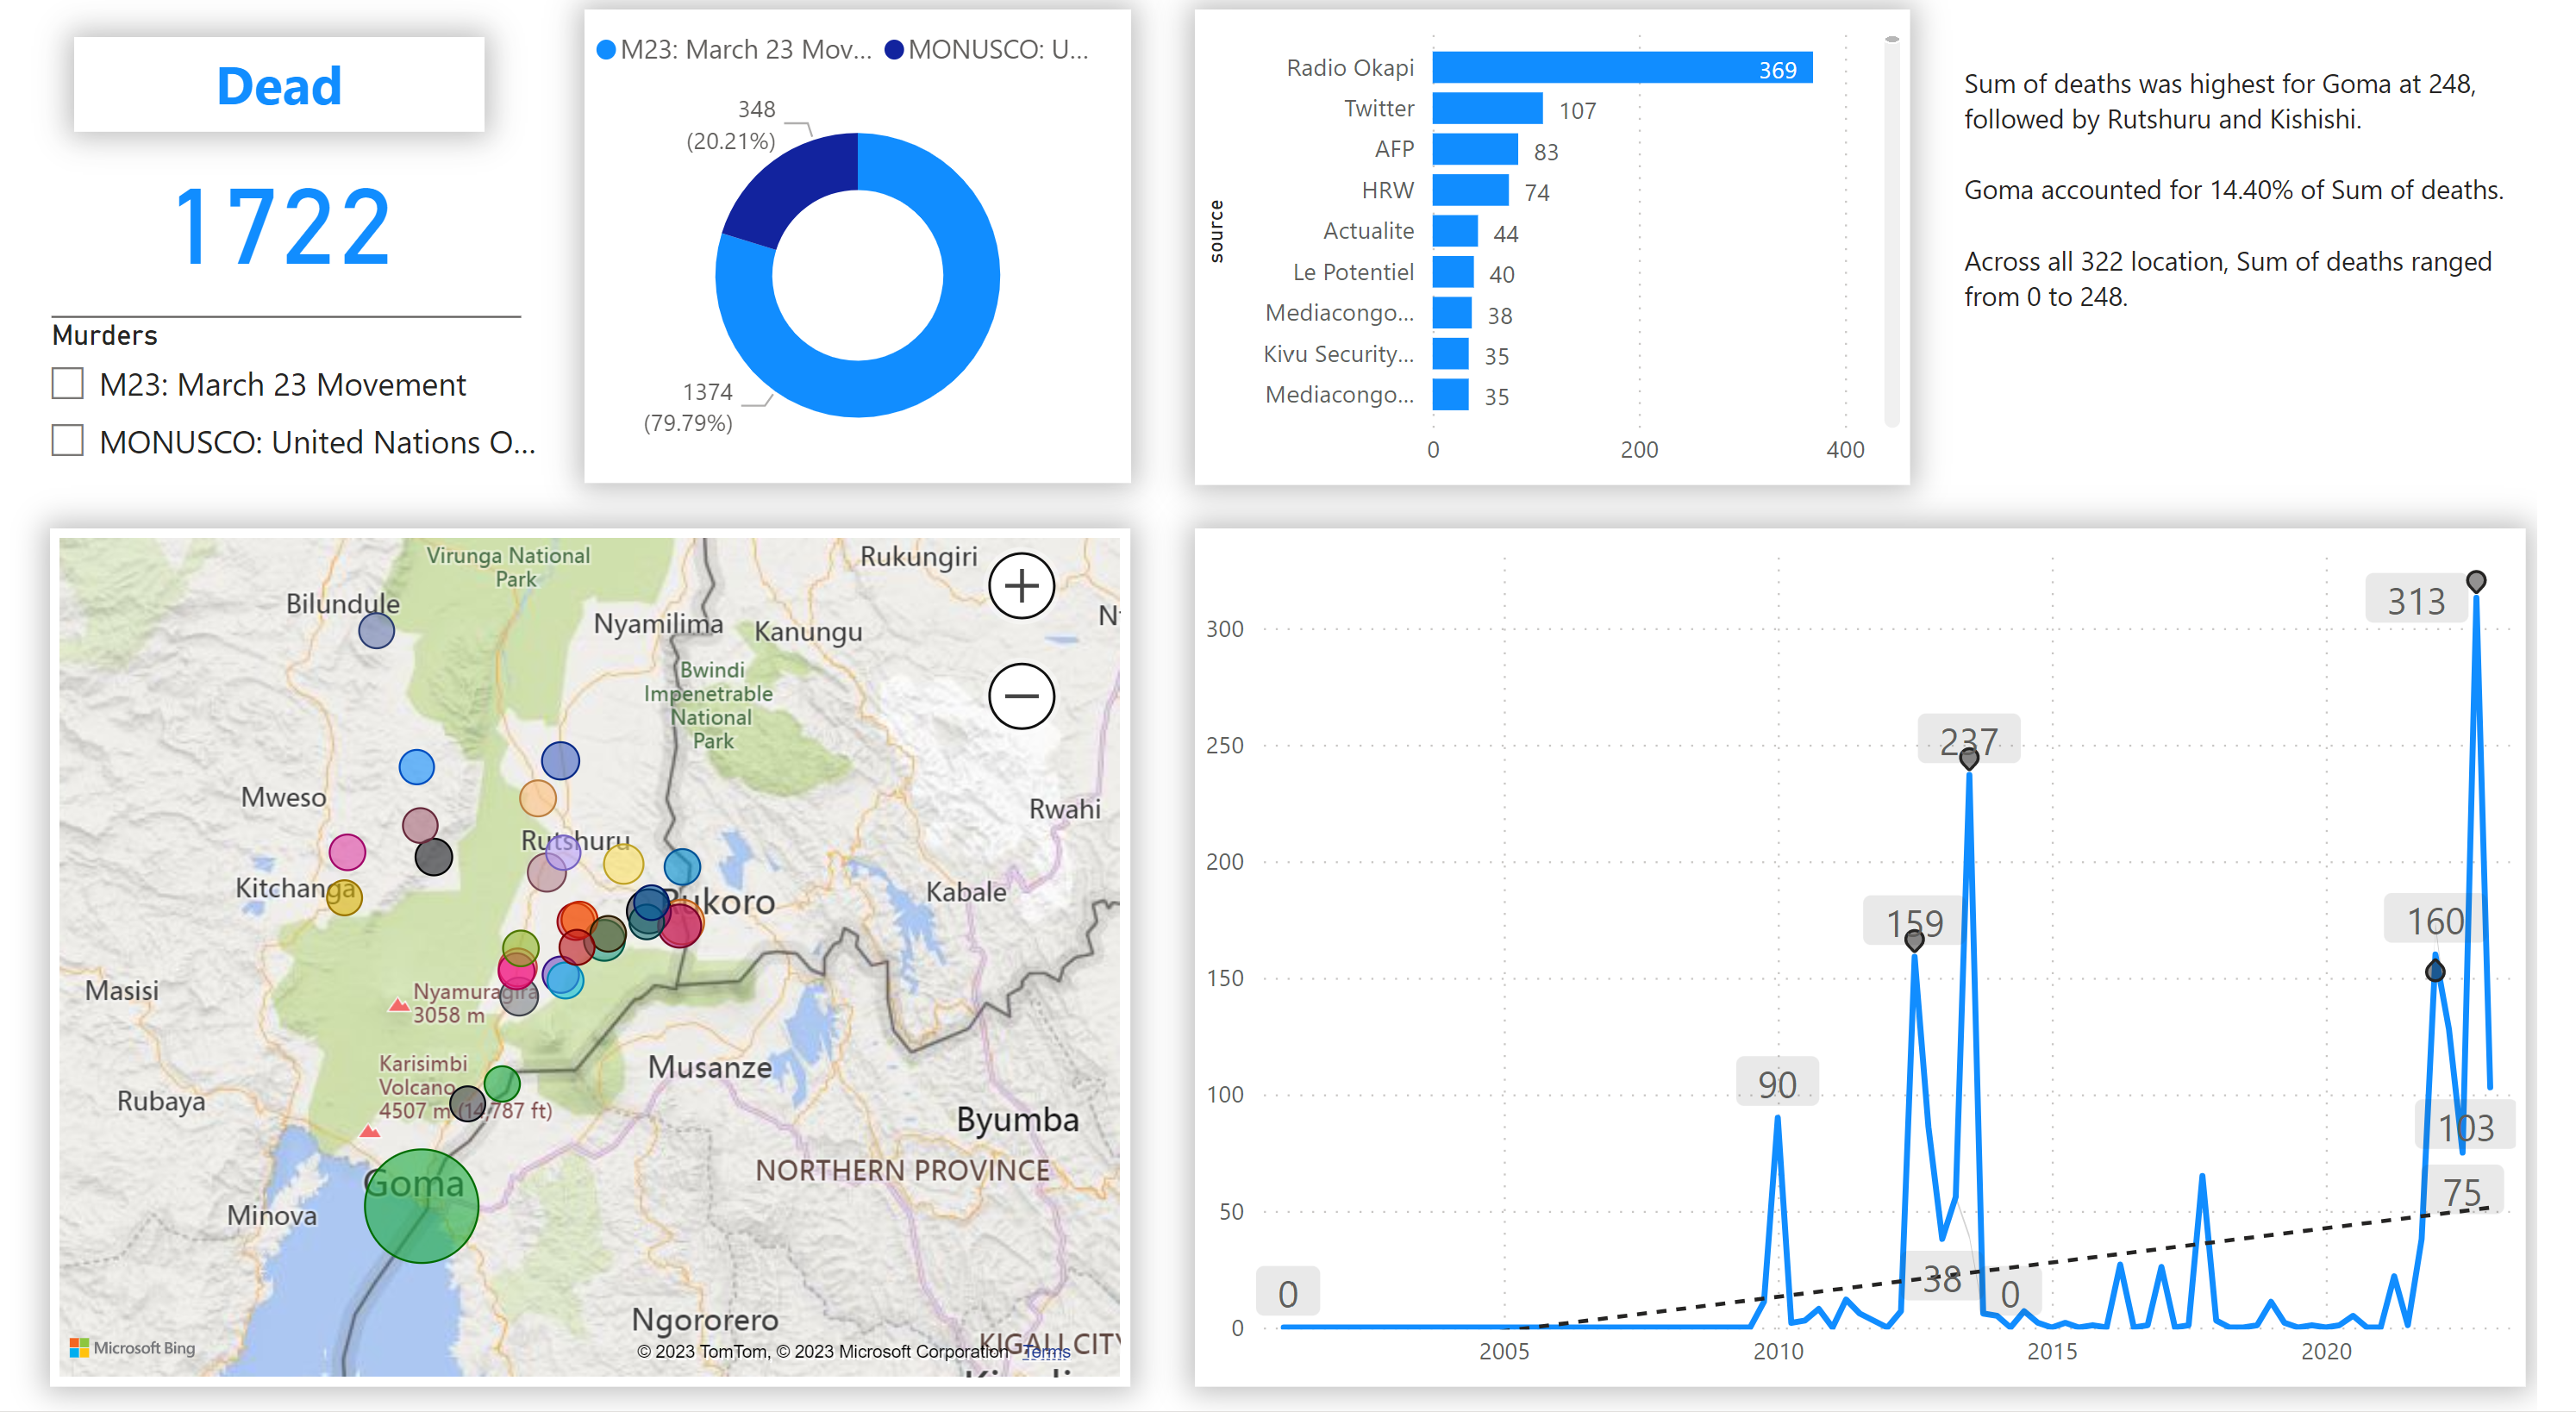 Dead
1722
Murders
M23: March 23 Movement
MONUSCO: United Nations O...
M23: March 23 Mov... MONUSCO: U...
348
(20.21%)
1374
(79.79%)
source
Radio Okapi 369
Twitter 107
AFP 83
HRW 74
Actualite 44
Le Potentiel 40
Mediacongo... 38
Kivu Security... 35
Mediacongo... 35
0 200 400
Sum of deaths was highest for Goma at 248,
followed by Rutshuru and Kishishi.
Goma accounted for 14.40% of Sum of deaths.
Across all 322 location, Sum of deaths ranged
from 0 to 248.
Virunga National
Park
Rukungiri
Bilundule
Nyamilima
Kanungu
Bwindi
Impenetrable
National
Park
Mweso
Rwahi
Rutshuru
Kitchanga
Kabale
Masisi
Nyamuragira
3058 m
Karisimbi
Volcano
4507 m (14,787 ft)
Musanze
Rubaya
Byumba
NORTHERN PROVINCE
Goma
Minova
Ngororero
KIGALI CITY
Microsoft Bing
© 2023 TomTom, © 2023 Microsoft Corporation Terms
300
250
200
150
100
50
0
0
90
159
237
38
0
160
313
103
75
2005 2010 2015 2020